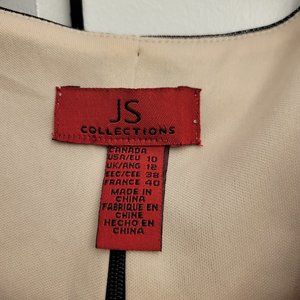 JS
COLLECTIONS
CANADA
USA/EU 10
UK/ANG 12
EEC/CEE 38
FRANCE 40
MADE IN
CHINA
FABRIQUE EN
CHINE
HECHO EN
CHINA